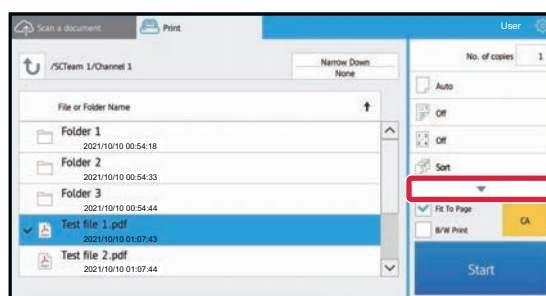 Scan a document
Print
User
/SCTeam 1/Channel 1
Narrow Down
None
No. of copies 1
File or Folder Name
Auto
Folder 1
2021/10/10 00:54:18
Off
Folder 2
2021/10/10 00:54:33
Off
Folder 3
2021/10/10 00:54:44
Sort
Test file 1.pdf
2021/10/10 01:07:43
Fit To Page
B/W Print
CA
Test file 2.pdf
2021/10/10 01:07:44
Start